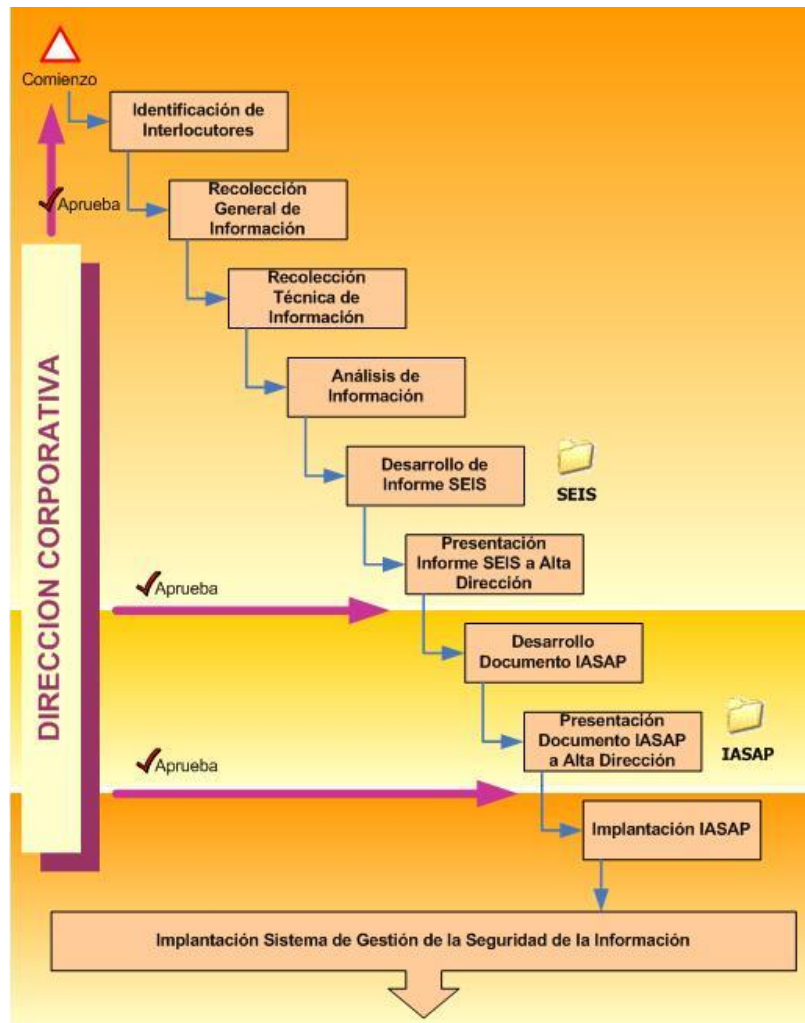 Comienzo
Identificación de
Interlocutores
Aprueba
Recolección
General de
Información
Recolección
Técnica de
Información
Análisis de
Información
Desarrollo de
Informe SEIS
SEIS
Presentación
Informe SEIS a Alta
Dirección
Aprueba
Desarrollo
Documento IASAP
Presentación
Documento IASAP
a Alta Dirección
IASAP
Aprueba
Implantación IASAP
DIRECCION CORPORATIVA
Implantación Sistema de Gestión de la Seguridad de la Información